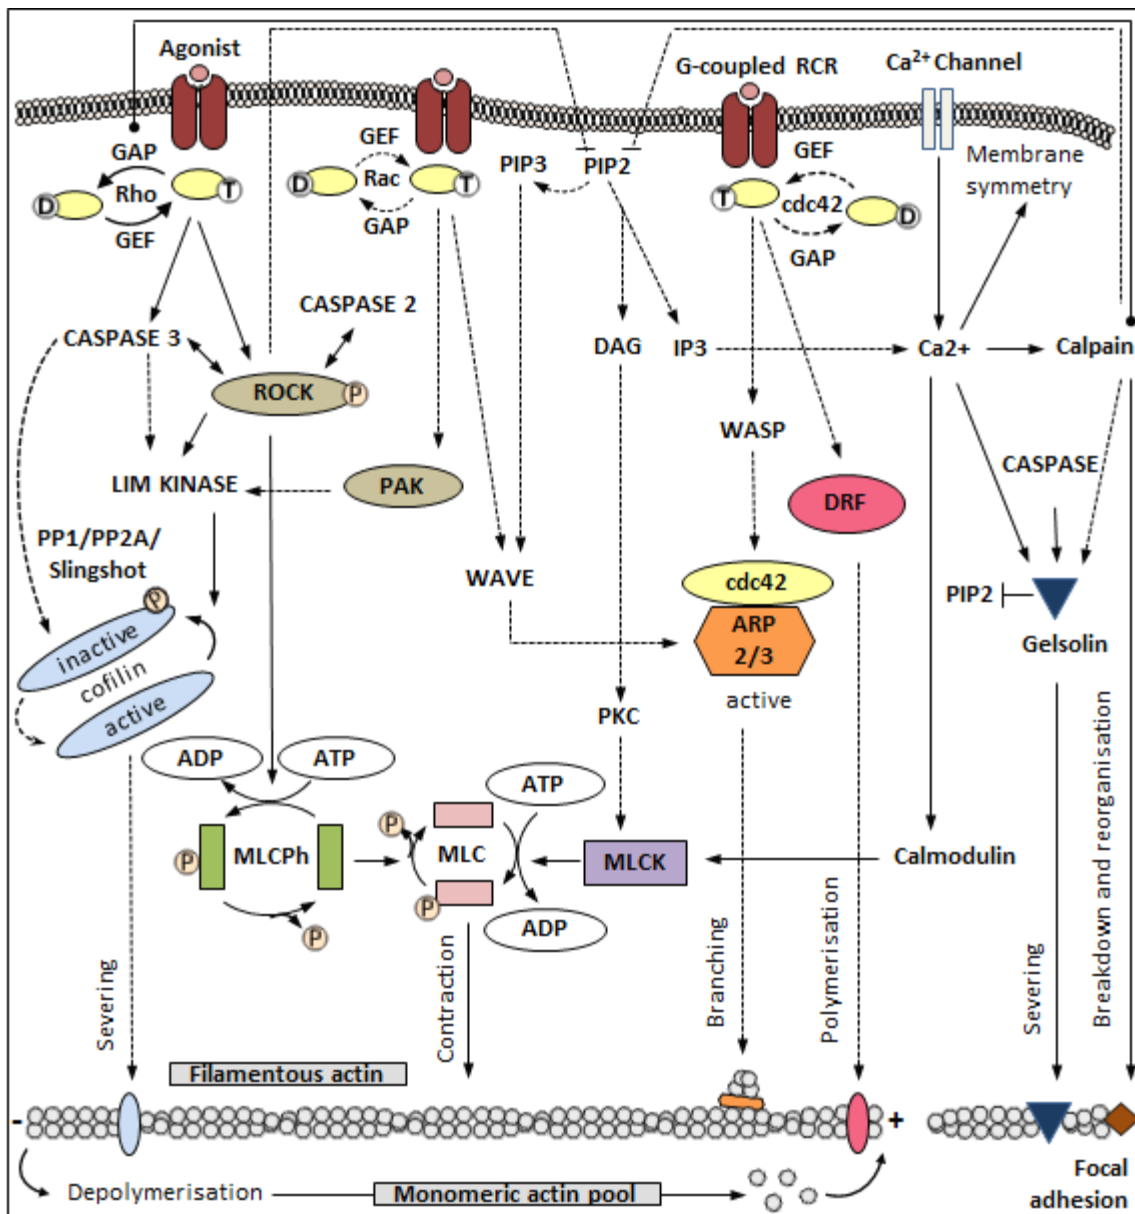 Agonist
G-coupled RCR
Ca2+ Channel
GAP
Rho
GEF
D
T
GEF
Rac
GAP
D
T
PIP3
PIP2
GEF
cdc42
GAP
T
D
Membrane
symmetry
CASPASE 3
CASPASE 2
ROCK
P
DAG
IP3
Ca2+
Calpain
WASP
LIM KINASE
PAK
DRF
CASPASE
PP1/PP2A/
Slingshot
WAVE
cdc42
ARP
2/3
active
PIP2
Gelsolin
P
inactive
cofilin
active
PKC
ADP
ATP
ATP
P
MLCPh
P
P
MLC
P
MLCK
ADP
Calmodulin
Severing
Contraction
Branching
Polymerisation
Severing
Breakdown and reorganisation
Filamentous actin
-
+
Depolymerisation
Monomeric actin pool
Focal
adhesion